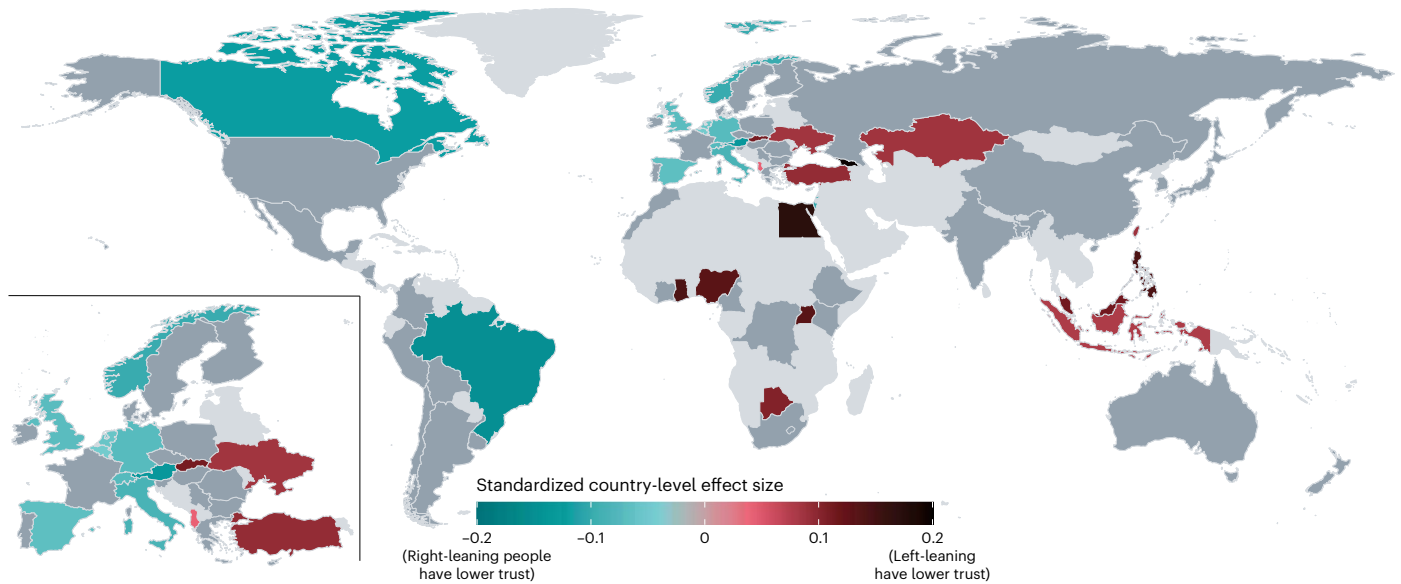 Standardized country-level effect size
−0.2 −0.1 0 0.1 0.2
(Right-leaning people (Left-leaning
have lower trust) have lower trust)